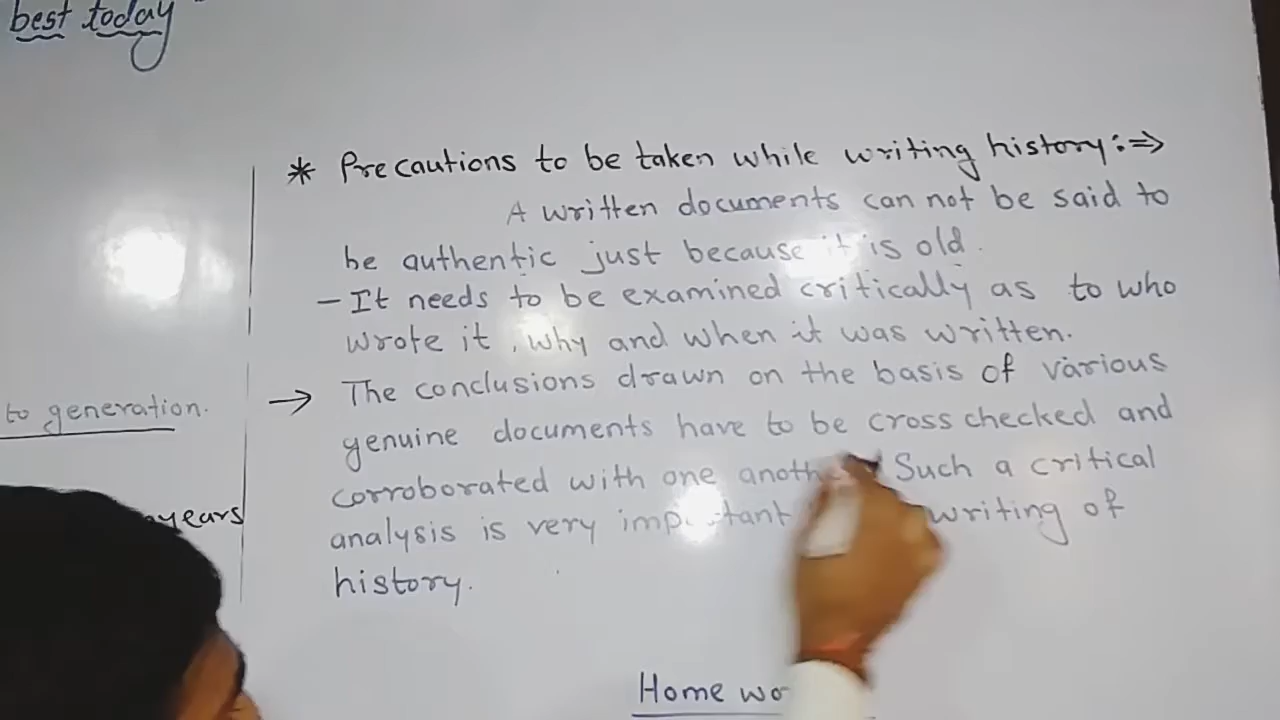 best today
to generation.
years
* Precautions to be taken while writing history:⇒
A written documents can not be said to
be authentic just because it is old.
- It needs to be examined critically as to who
wrote it, why and when it was written.
→ The conclusions drawn on the basis of various
genuine documents have to be cross checked and
corroborated with one another Such a critical
analysis is very important writing of
history.
Home